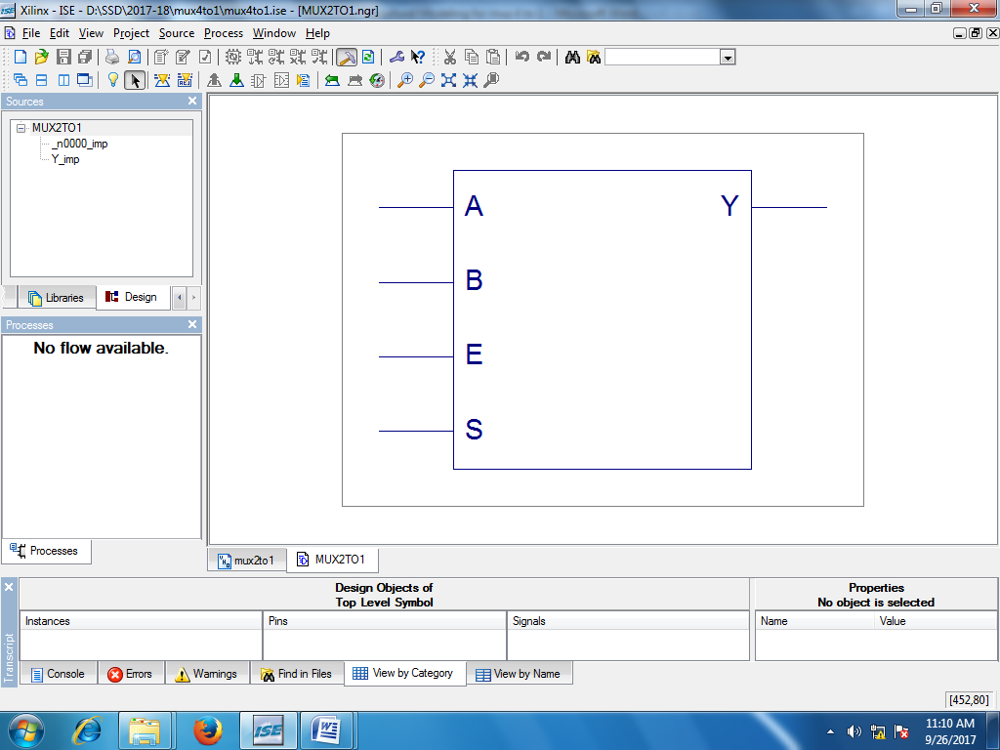 Xilinx - ISE - D:\SSD\2017-18\mux4to1\mux4to1.ise - [MUX2TO1.ngr]
File Edit View Project Source Process Window Help
Sources
MUX2TO1
_n0000_imp
Y_imp
Libraries Design
Processes
No flow available.
Processes
A Y
B
E
S
mux2to1 MUX2TO1
Design Objects of
Top Level Symbol
Properties
No object is selected
Instances Pins Signals Name Value
Transcript
Console Errors Warnings Find in Files View by Category View by Name
[452,80]
ISE
11:10 AM
9/26/2017